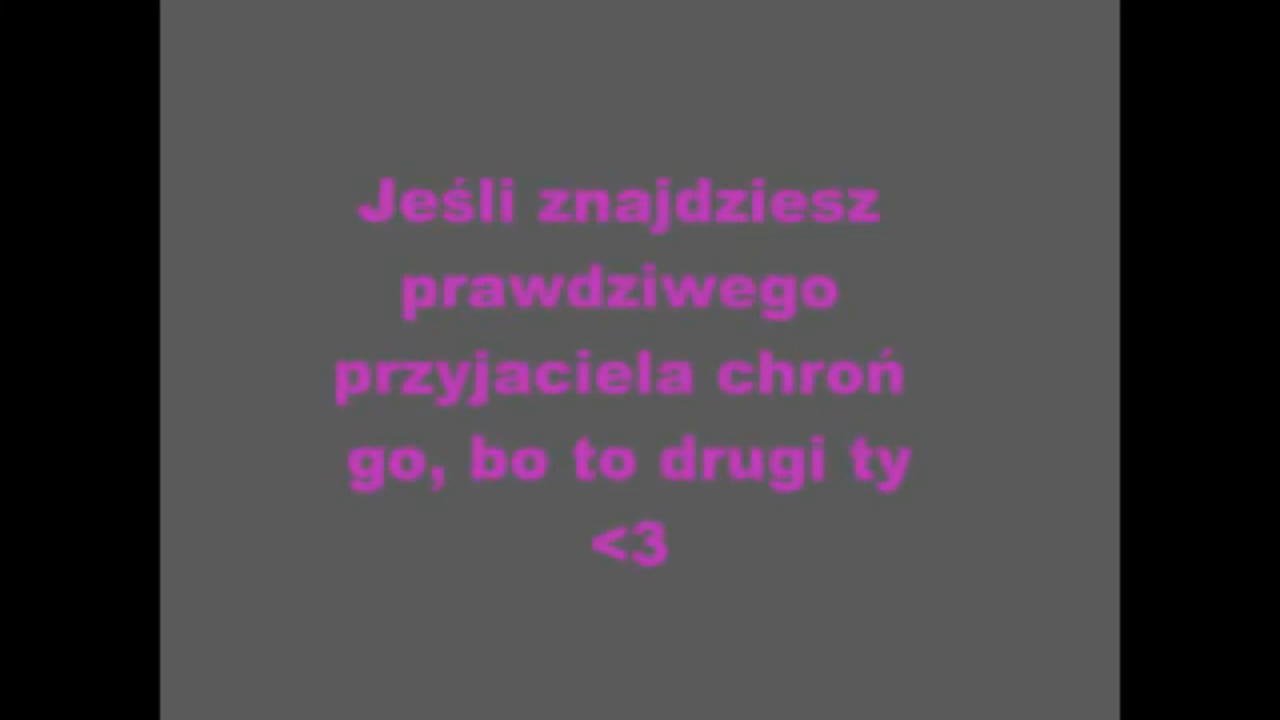 Jeśli znajdziesz
prawdziwego
przyjaciela chroń
go, bo to drugi ty
<3